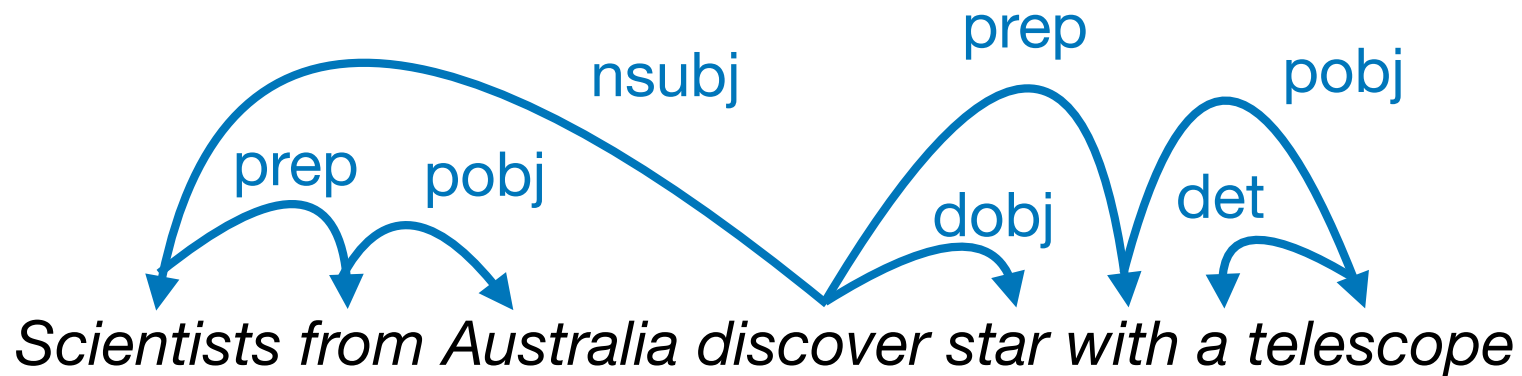 prep
nsubj
pobj
prep
pobj
det
dobj
Scientists from Australia discover star with a telescope